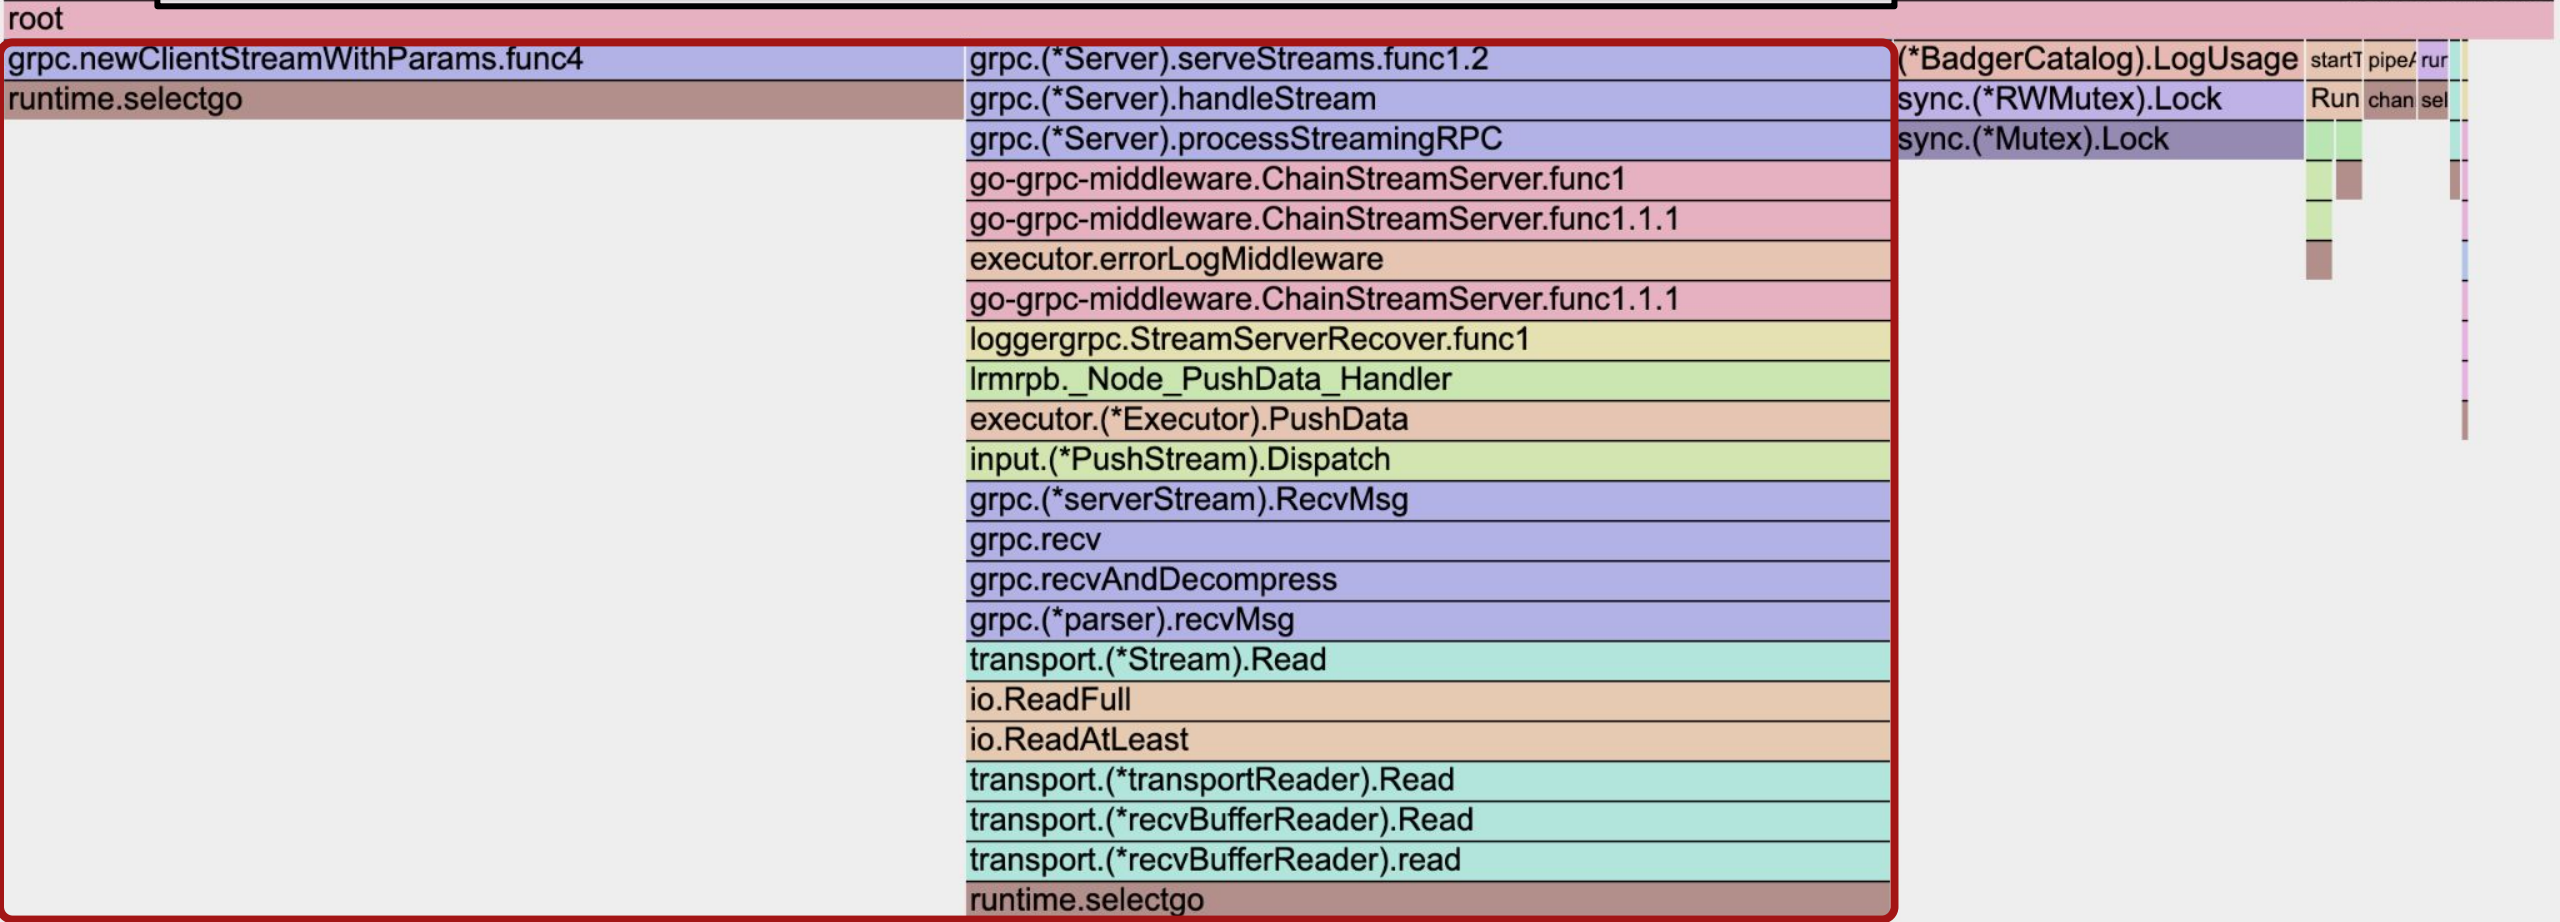 root
grpc.newClientStreamWithParams.func4
grpc.(*Server).serveStreams.func1.2
(*BadgerCatalog).LogUsage
startT
pipeA
run
runtime.selectgo
grpc.(*Server).handleStream
sync.(*RWMutex).Lock
Run
chan
sel
grpc.(*Server).processStreamingRPC
sync.(*Mutex).Lock
go-grpc-middleware.ChainStreamServer.func1
go-grpc-middleware.ChainStreamServer.func1.1.1
executor.errorLogMiddleware
go-grpc-middleware.ChainStreamServer.func1.1.1
loggergrpc.StreamServerRecover.func1
lrmrpb._Node_PushData_Handler
executor.(*Executor).PushData
input.(*PushStream).Dispatch
grpc.(*serverStream).RecvMsg
grpc.recv
grpc.recvAndDecompress
grpc.(*parser).recvMsg
transport.(*Stream).Read
io.ReadFull
io.ReadAtLeast
transport.(*transportReader).Read
transport.(*recvBufferReader).Read
transport.(*recvBufferReader).read
runtime.selectgo